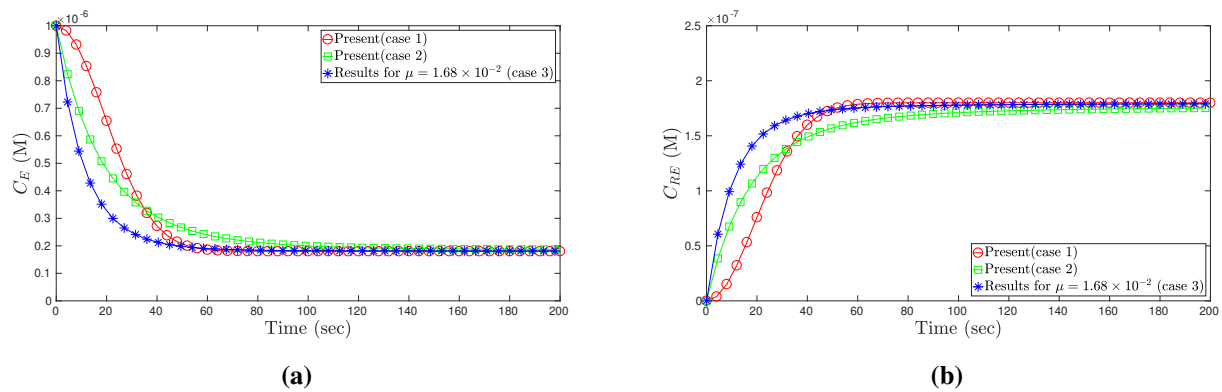 ×10⁻⁶
1
0.9
0.8
0.7
0.6
0.5
0.4
0.3
0.2
0.1
0
C_E (M)
0 20 40 60 80 100 120 140 160 180 200
Time (sec)
Present(case 1)
Present(case 2)
Results for μ = 1.68 × 10⁻² (case 3)
(a)
×10⁻⁷
2.5
2
1.5
1
0.5
0
C_{RE} (M)
0 20 40 60 80 100 120 140 160 180 200
Time (sec)
Present(case 1)
Present(case 2)
Results for μ = 1.68 × 10⁻² (case 3)
(b)